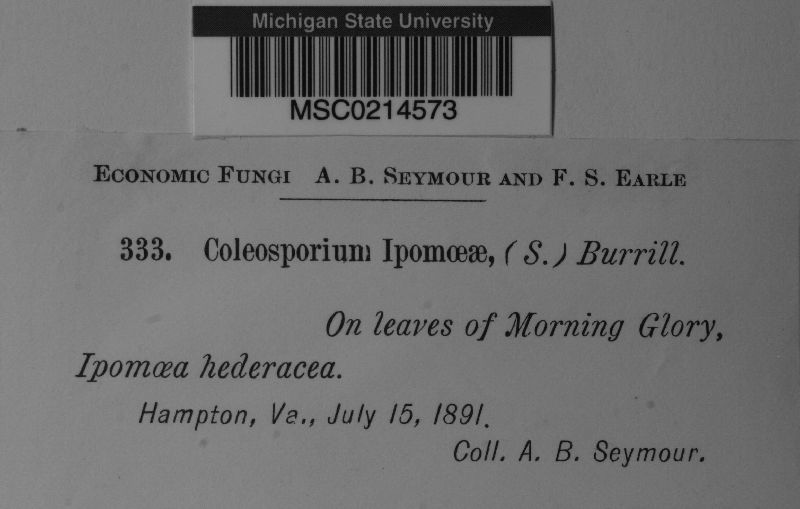 Michigan State University
MSC0214573
Economic Fungi A. B. Seymour and F. S. Earle
333. Coleosporium Ipomœæ, (S.) Burrill.
On leaves of Morning Glory,
Ipomœa hederacea.
Hampton, Va., July 15, 1891.
Coll. A. B. Seymour.